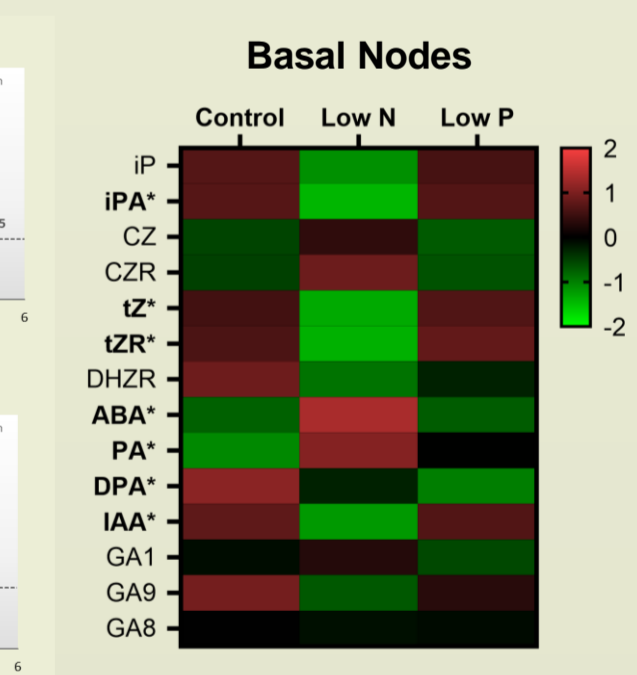 Basal Nodes
Control Low N Low P
iP
iPA*
CZ
CZR
tZ*
tZR*
DHZR
ABA*
PA*
DPA*
IAA*
GA1
GA9
GA8
2
1
0
-1
-2
5
6
6